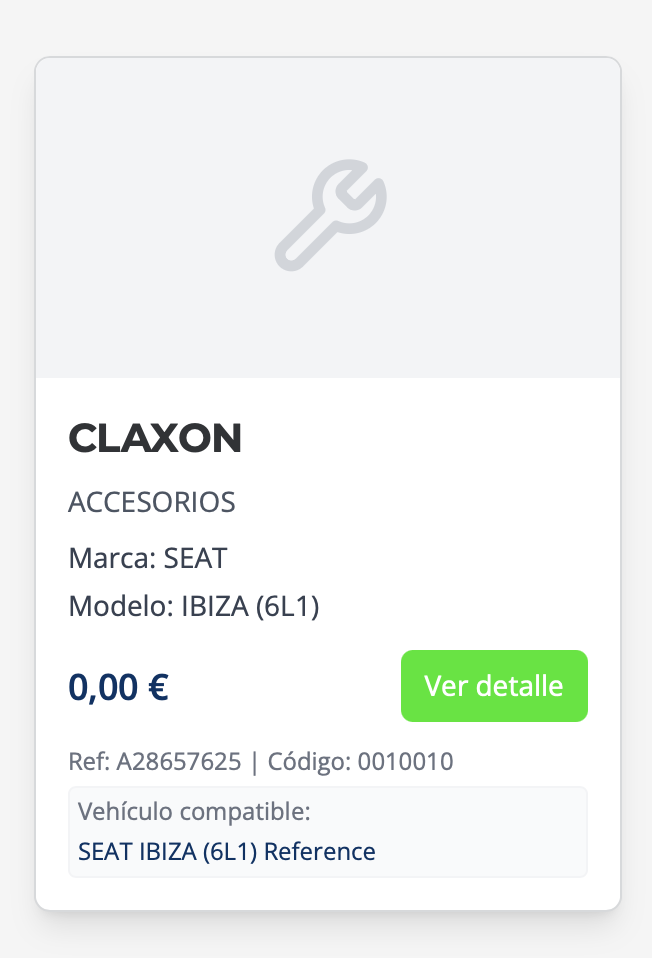 CLAXON
ACCESORIOS
Marca: SEAT
Modelo: IBIZA (6L1)
0,00 €
Ver detalle
Ref: A28657625 | Código: 0010010
Vehículo compatible:
SEAT IBIZA (6L1) Reference